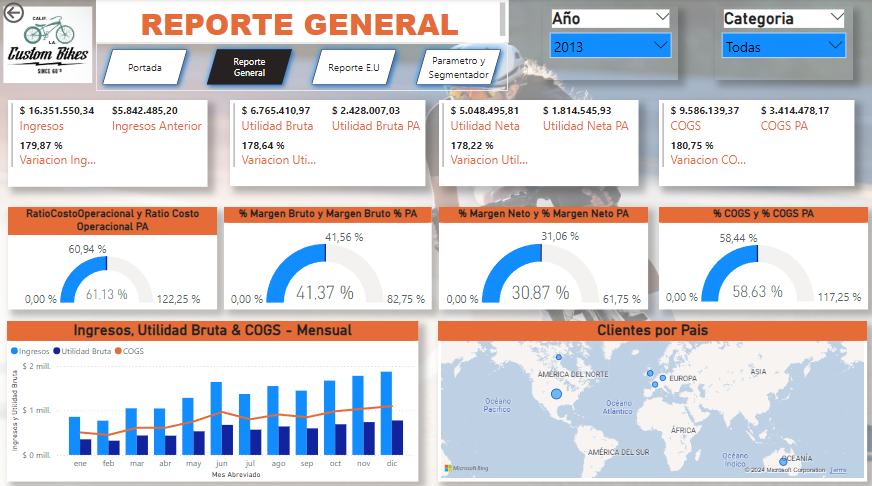 CALIF.
L.A.
Custom Bikes
SINCE 60's
REPORTE GENERAL
Portada
Reporte
General
Reporte E.U
Parametro y
Segmentador
Año
2013
Categoria
Todas
$ 16.351.550,34 $5.842.485,20
Ingresos Ingresos Anterior
179,87 %
Variacion Ing...
$ 6.765.410,97 $ 2.428.007,03
Utilidad Bruta Utilidad Bruta PA
178,64 %
Variacion Uti...
$ 5.048.495,81 $ 1.814.545,93
Utilidad Neta Utilidad Neta PA
178,22 %
Variacion Util...
$ 9.586.139,37 $ 3.414.478,17
COGS COGS PA
180,75 %
Variacion CO...
RatioCostoOperacional y Ratio Costo
Operacional PA
60,94 %
0,00 % 61,13 % 122,25 %
% Margen Bruto y Margen Bruto % PA
41,56 %
0,00 % 41,37 % 82,75 %
% Margen Neto y % Margen Neto PA
31,06 %
0,00 % 30,87 % 61,75 %
% COGS y % COGS PA
58,44 %
0,00 % 58,63 % 117,25 %
Ingresos, Utilidad Bruta & COGS - Mensual
Ingresos Utilidad Bruta COGS
Ingresos y Utilidad Bruta
$ 2 mill.
$ 1 mill.
$ 0 mill.
ene feb mar abr may jun jul ago sep oct nov dic
Mes Abreviado
Clientes por Pais
AMÉRICA DEL NORTE
EUROPA
ASIA
Océano
Pacífico
Océano
Atlántico
ÁFRICA
AMÉRICA DEL SUR
Océano
Índico
OCEANÍA
Microsoft Bing
© 2024 Microsoft Corporation Terms